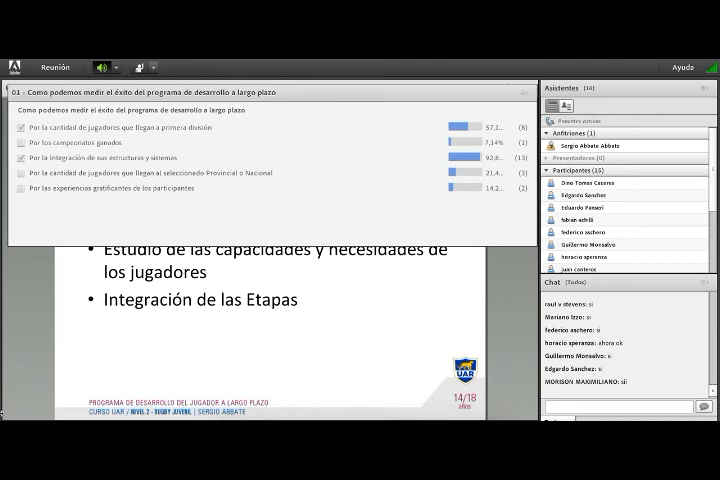 Adobe
Reunión
Ayuda
01 - Como podemos medir el éxito del programa de desarrollo a largo plazo
Como podemos medir el éxito del programa de desarrollo a largo plazo
Por la cantidad de jugadores que llegan a primera división 57,1... (8)
Por los campeonatos ganados 7,14% (1)
Por la integración de sus estructuras y sistemas 92,8... (13)
Por la cantidad de jugadores que llegan al seleccionado Provincial o Nacional 21,4... (3)
Por las experiencias gratificantes de los participantes 14,2... (2)
Estudio de las capacidades y necesidades de
los jugadores
• Integración de las Etapas
UAR
PROGRAMA DE DESARROLLO DEL JUGADOR A LARGO PLAZO
CURSO UAR / NIVEL 2 - RUGBY JUVENIL | SERGIO ABBATE
14/18
años
Asistentes (16)
Ponentes activos
Anfitriones (1)
Sergio Abbate Abbate
Presentadores (0)
Participantes (15)
Dino Tomas Caceres
Edgardo Sanchez
Eduardo Panseri
fabian achilli
federico aschero
Guillermo Monsalvo
horacio speranza
juan canteros
Chat (Todos)
raul v stevens: si
Mariano Izzo: si
federico aschero: si
horacio speranza: ahora ok
Guillermo Monsalvo: si
Edgardo Sanchez: si
MORISON MAXIMILIANO: sii